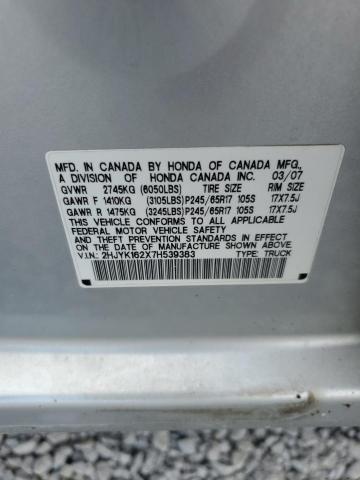 MFD. IN CANADA BY HONDA OF CANADA MFG.,
A DIVISION OF HONDA CANADA INC. 03/07
GVWR 2745KG (6050LBS) TIRE SIZE RIM SIZE
GAWR F 1410KG (3105LBS)P245/65R17 105S 17X7.5J
GAWR R 1475KG (3245LBS)P245/65R17 105S 17X7.5J
THIS VEHICLE CONFORMS TO ALL APPLICABLE
FEDERAL MOTOR VEHICLE SAFETY
AND THEFT PREVENTION STANDARDS IN EFFECT ON THE
DATE OF MANUFACTURE SHOWN ABOVE.
V.I.N.: 2HJYK162X7H539383 TYPE: TRUCK